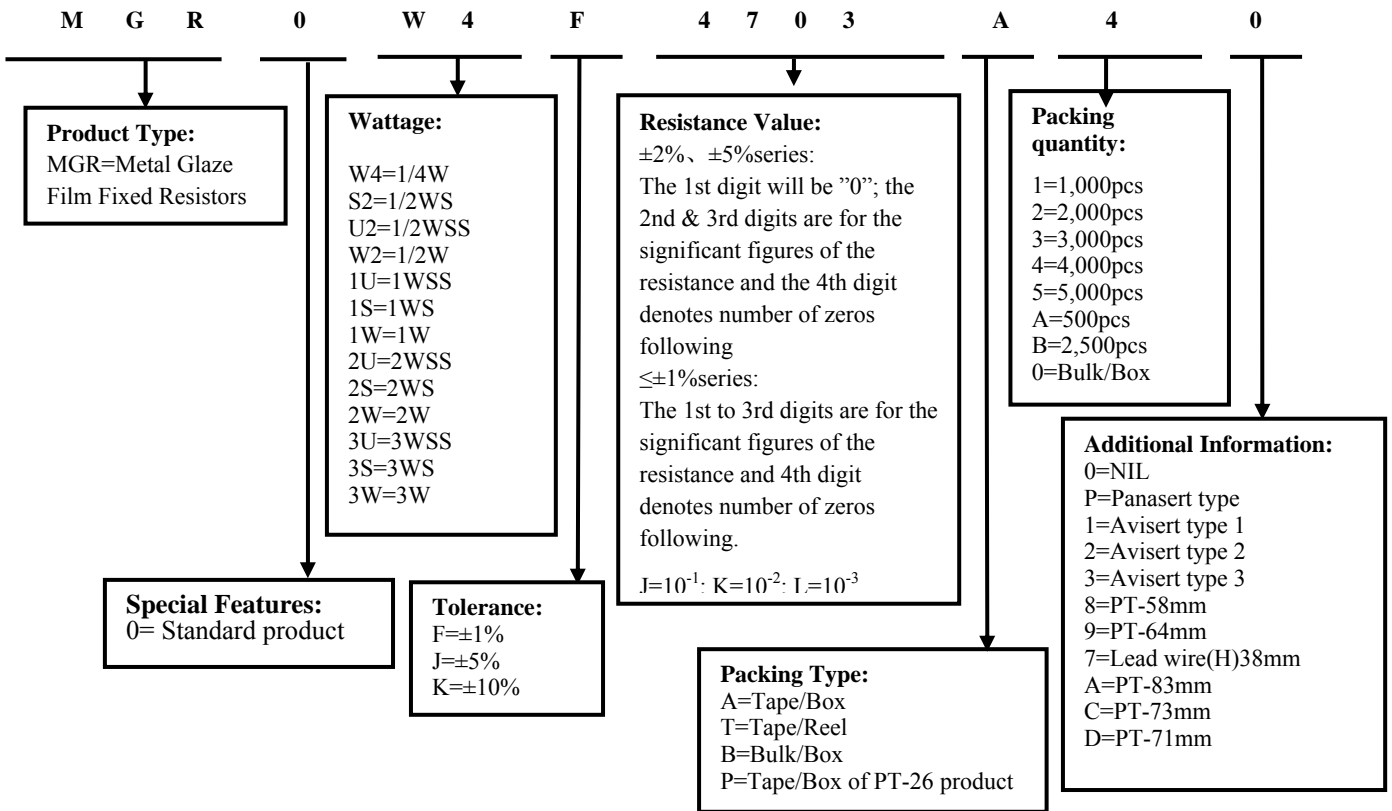 M G R 0 W 4 F 4 7 0 3 A 4 0
Product Type:
MGR=Metal Glaze
Film Fixed Resistors
Wattage:
W4=1/4W
S2=1/2WS
U2=1/2WSS
W2=1/2W
1U=1WSS
1S=1WS
1W=1W
2U=2WSS
2S=2WS
2W=2W
3U=3WSS
3S=3WS
3W=3W
Resistance Value:
±2%、±5%series:
The 1st digit will be ”0”; the
2nd & 3rd digits are for the
significant figures of the
resistance and the 4th digit
denotes number of zeros
following
≤±1%series:
The 1st to 3rd digits are for the
significant figures of the
resistance and 4th digit
denotes number of zeros
following.
J=10⁻¹; K=10⁻²; L=10⁻³
Packing
quantity:
1=1,000pcs
2=2,000pcs
3=3,000pcs
4=4,000pcs
5=5,000pcs
A=500pcs
B=2,500pcs
0=Bulk/Box
Special Features:
0= Standard product
Tolerance:
F=±1%
J=±5%
K=±10%
Packing Type:
A=Tape/Box
T=Tape/Reel
B=Bulk/Box
P=Tape/Box of PT-26 product
Additional Information:
0=NIL
P=Panasert type
1=Avisert type 1
2=Avisert type 2
3=Avisert type 3
8=PT-58mm
9=PT-64mm
7=Lead wire(H)38mm
A=PT-83mm
C=PT-73mm
D=PT-71mm